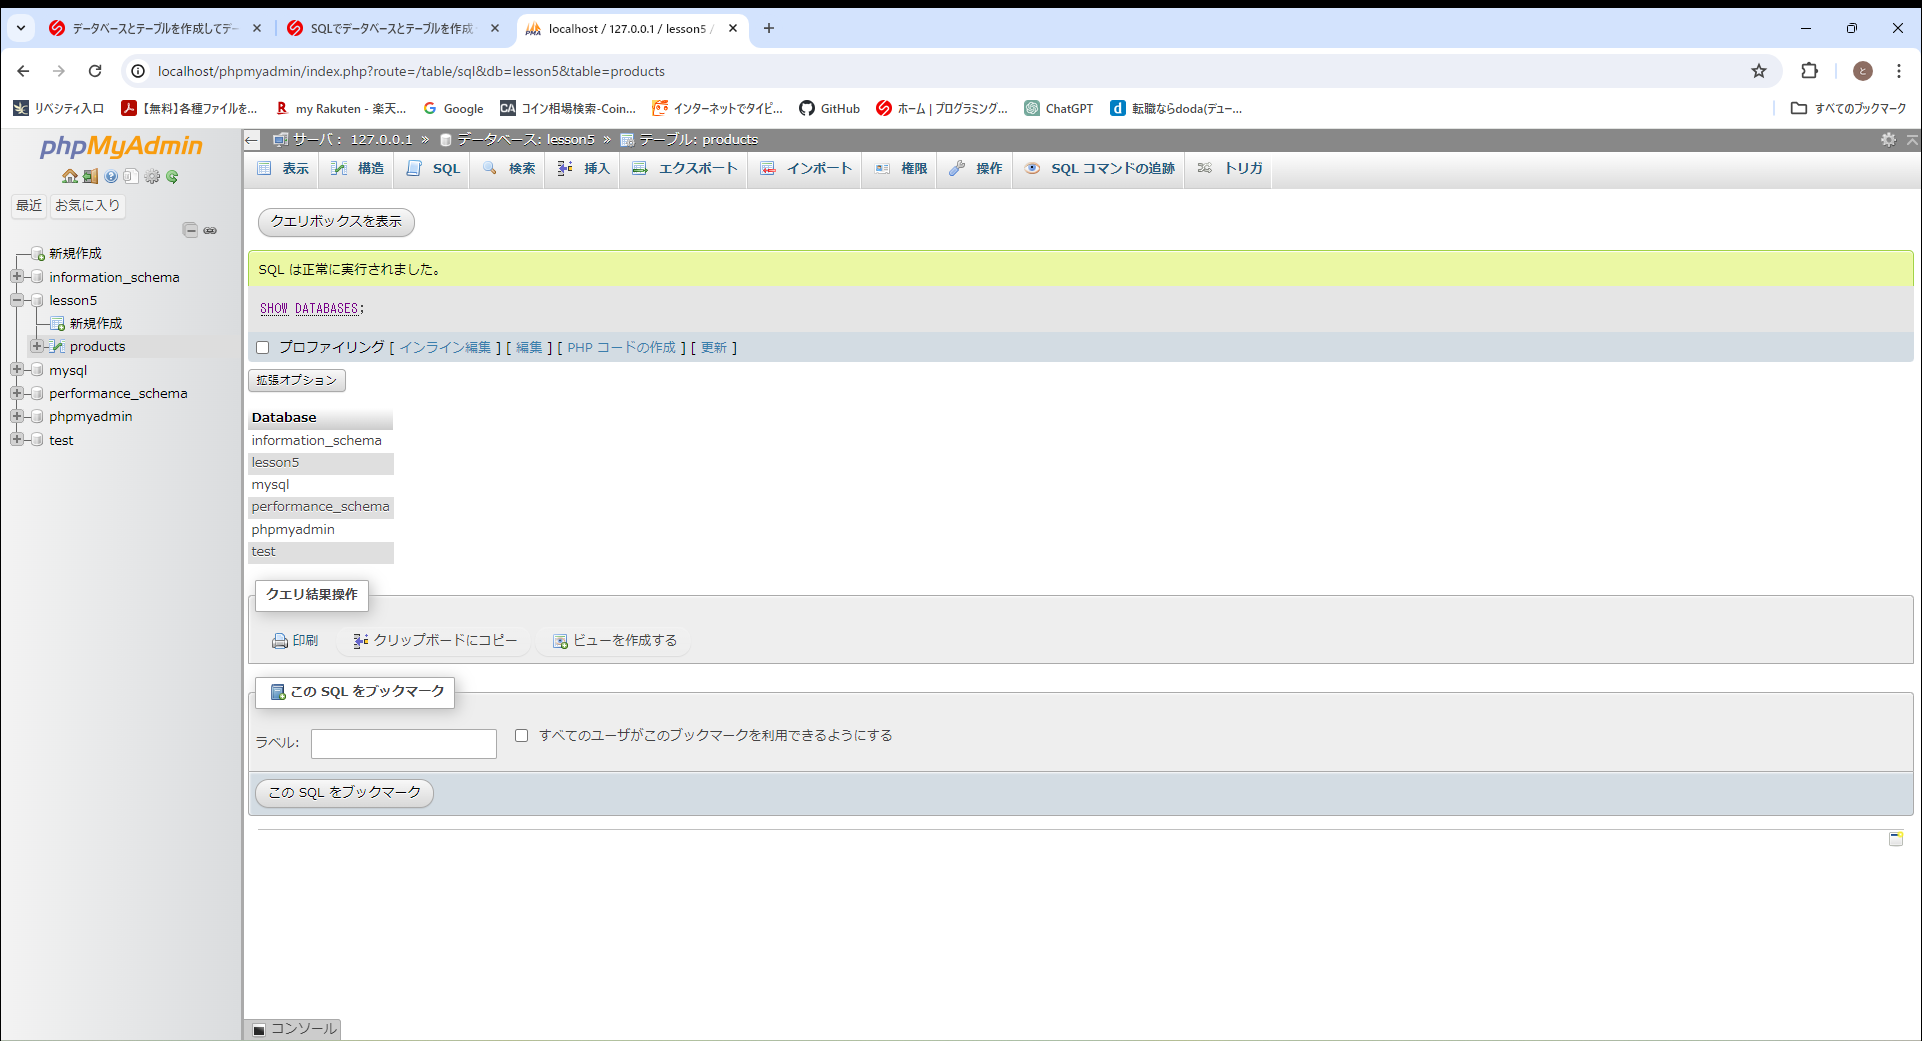 データベースとテーブルを作成してデー
SQLでデータベースとテーブルを作成
localhost / 127.0.0.1 / lesson5 /
localhost/phpmyadmin/index.php?route=/table/sql&db=lesson5&table=products
リベシティ入口
【無料】各種ファイルを...
my Rakuten - 楽天...
Google
コイン相場検索-Coin...
インターネットでタイピ...
GitHub
ホーム | プログラミング...
ChatGPT
転職ならdoda(デュー...
すべてのブックマーク
phpMyAdmin
最近
お気に入り
新規作成
information_schema
lesson5
新規作成
products
mysql
performance_schema
phpmyadmin
test
サーバ: 127.0.0.1 » データベース: lesson5 » テーブル: products
表示
構造
SQL
検索
挿入
エクスポート
インポート
権限
操作
SQL コマンドの追跡
トリガ
クエリボックスを表示
SQL は正常に実行されました。
SHOW DATABASES;
プロファイリング [ インライン編集 ] [ 編集 ] [ PHP コードの作成 ] [ 更新 ]
拡張オプション
Database
information_schema
lesson5
mysql
performance_schema
phpmyadmin
test
クエリ結果操作
印刷
クリップボードにコピー
ビューを作成する
この SQL をブックマーク
ラベル:
すべてのユーザがこのブックマークを利用できるようにする
この SQL をブックマーク
コンソール